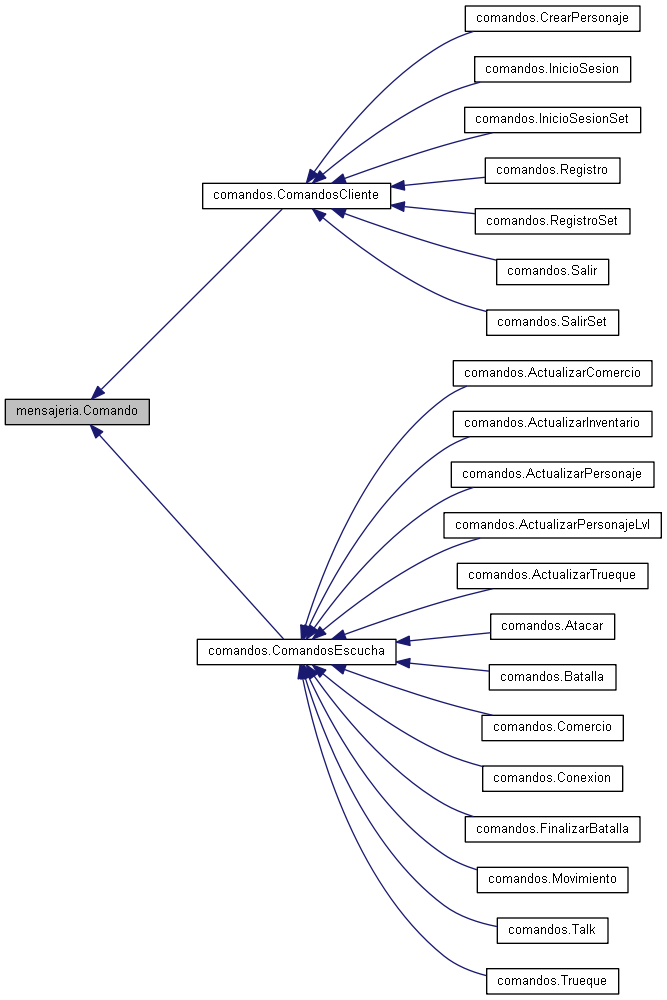 comandos.CrearPersonaje
comandos.InicioSesion
comandos.InicioSesionSet
comandos.Registro
comandos.ComandosCliente
comandos.RegistroSet
comandos.Salir
comandos.SalirSet
comandos.ActualizarComercio
mensajeria.Comando
comandos.ActualizarInventario
comandos.ActualizarPersonaje
comandos.ActualizarPersonajeLvl
comandos.ActualizarTrueque
comandos.Atacar
comandos.ComandosEscucha
comandos.Batalla
comandos.Comercio
comandos.Conexion
comandos.FinalizarBatalla
comandos.Movimiento
comandos.Talk
comandos.Trueque